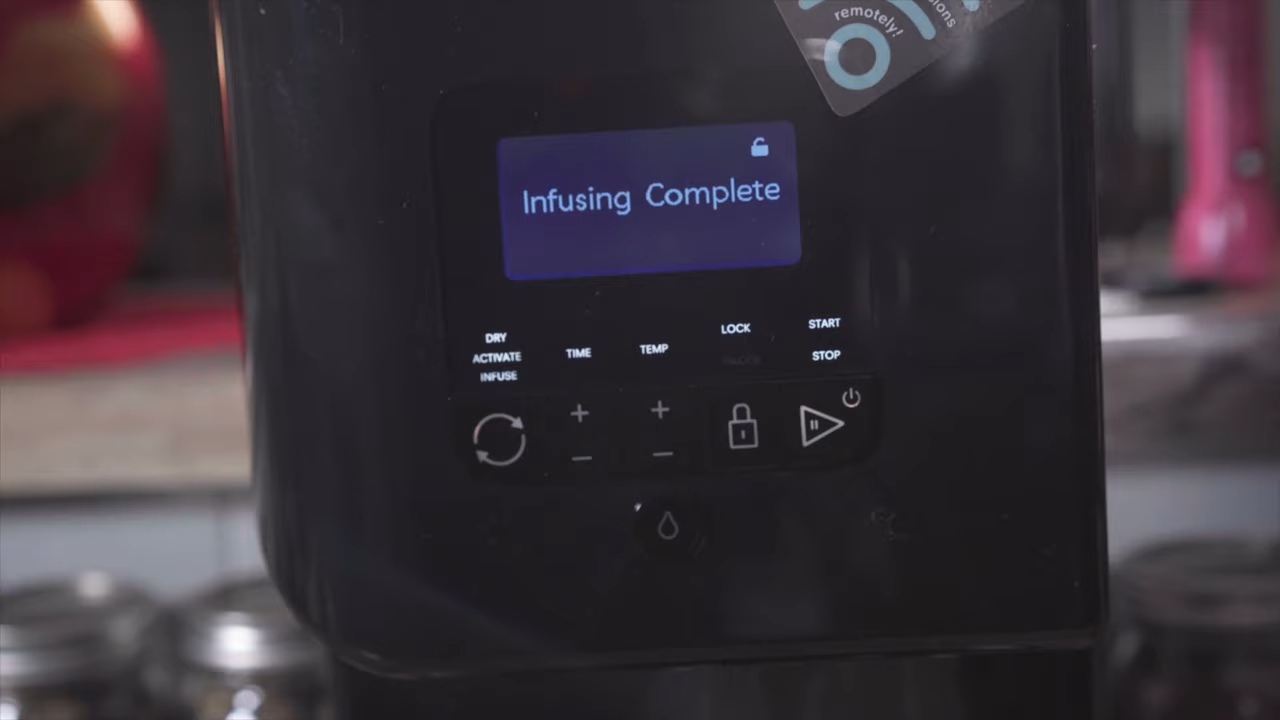 remotely!
Infusing Complete
DRY
ACTIVATE
INFUSE
TIME
TEMP
LOCK
START
STOP